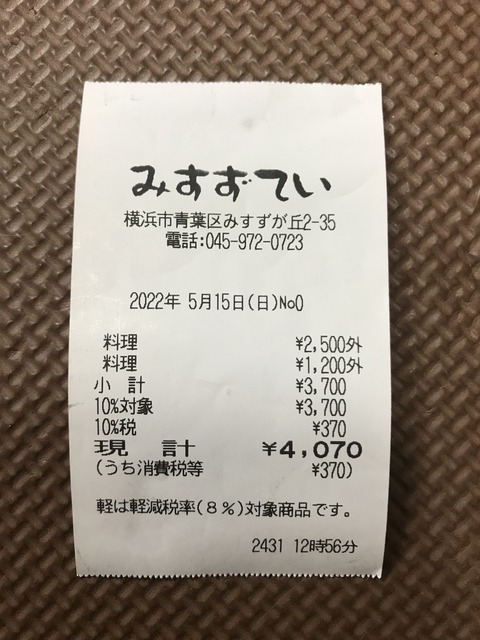 みすずてい
横浜市青葉区みすずが丘2-35
電話:045-972-0723
2022年 5月15日(日)No0
料理 ¥2,500外
料理 ¥1,200外
小 計 ¥3,700
10%対象 ¥3,700
10%税 ¥370
現 計 ¥4,070
(うち消費税等 ¥370)
軽は軽減税率(8%)対象商品です。
2431 12時56分